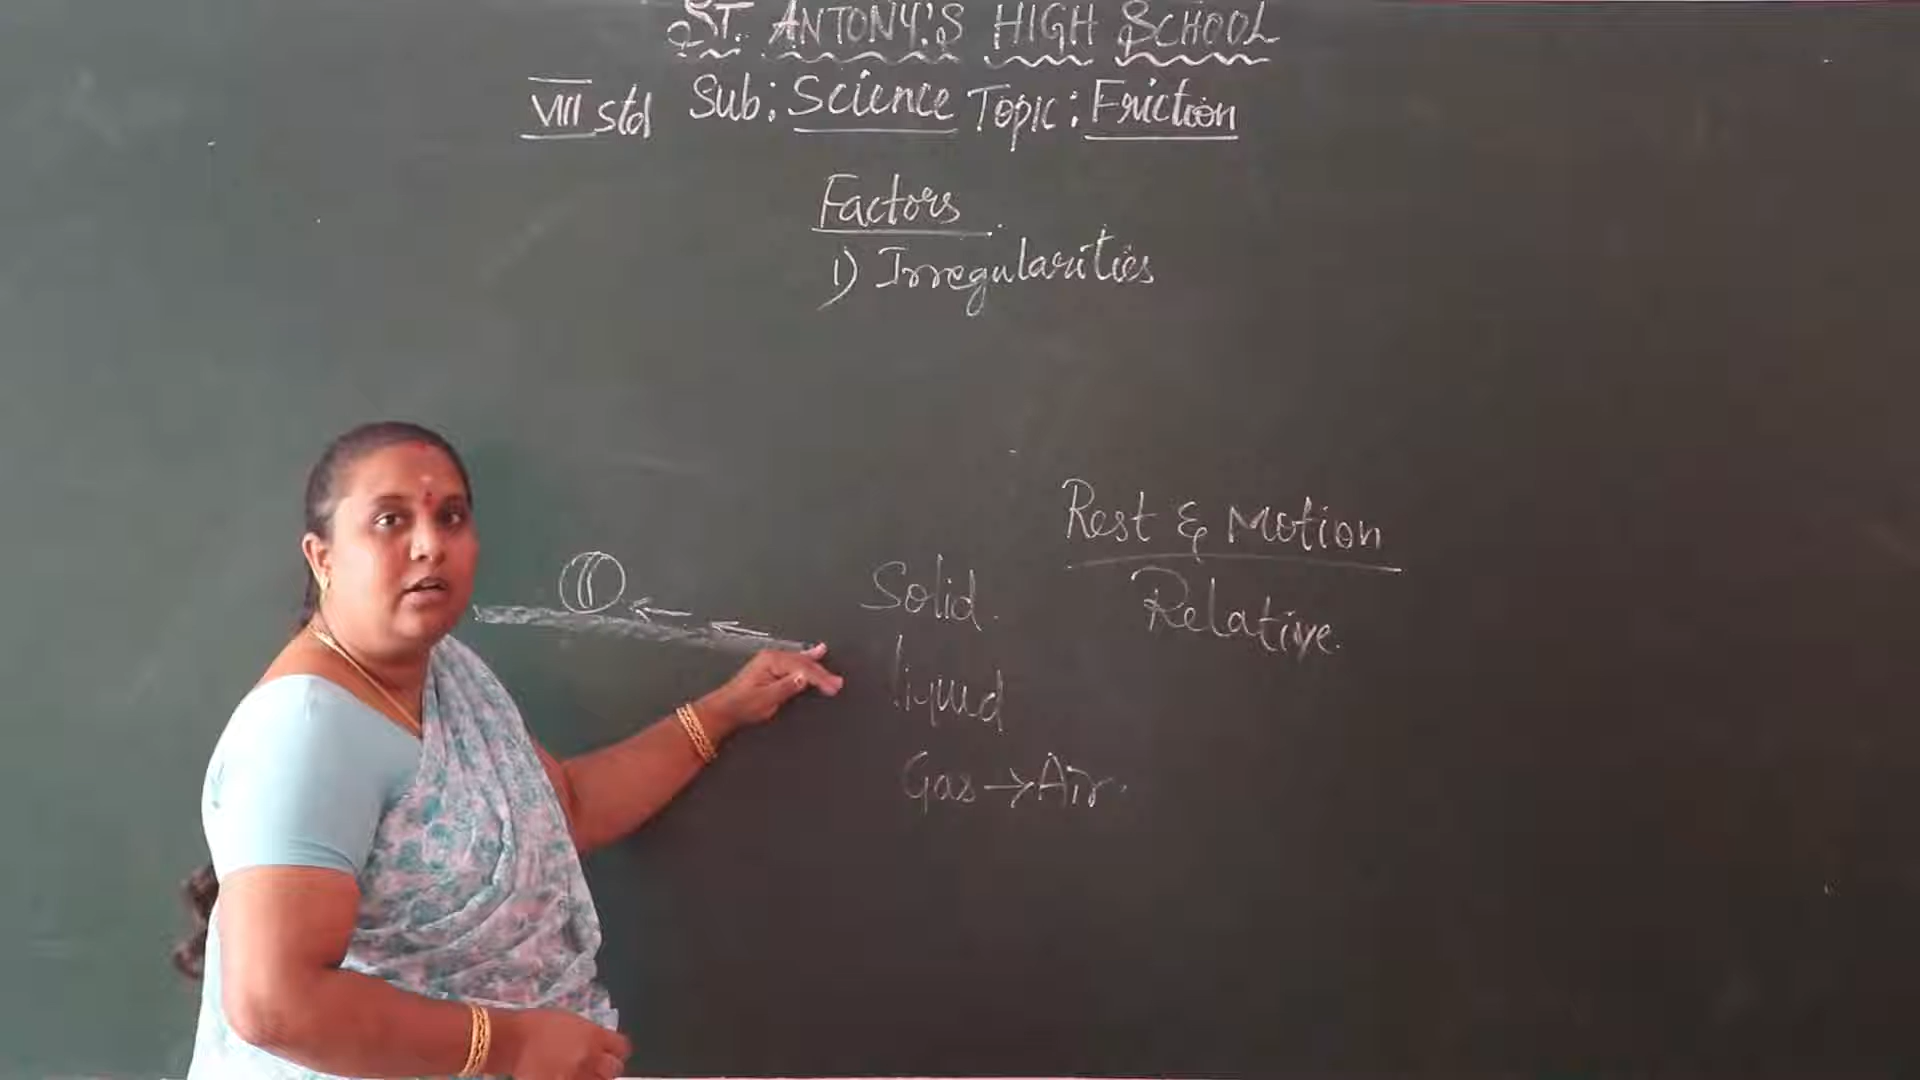 ST. ANTONY'S HIGH SCHOOL
VIII std Sub: Science Topic: Friction
Factors
1) Irregularities
Rest & Motion
Relative.
Solid.
liquid
Gas → Air.